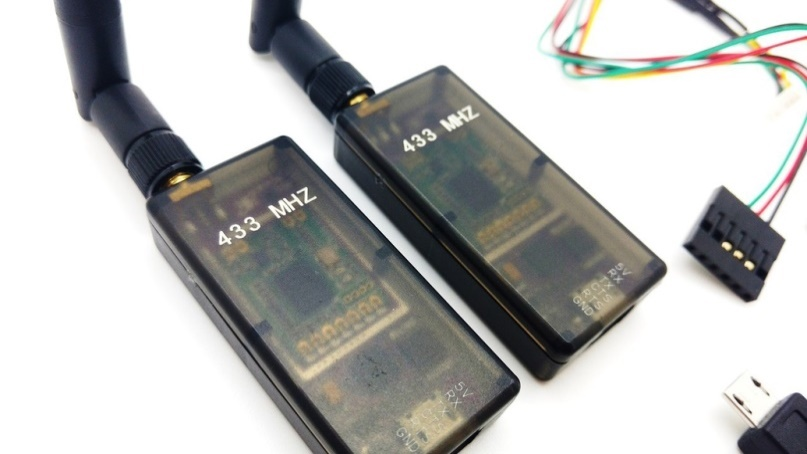 433 MHZ
5V
RX
GND
433 MHZ
5V
RX
GND